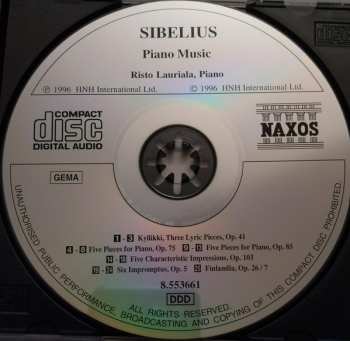 SIBELIUS
Piano Music
Risto Lauriala, Piano
℗ 1996 HNH International Ltd.
© 1996 HNH International Ltd.
COMPACT
disc
DIGITAL AUDIO
NAXOS
GEMA
1 - 3 Kyllikki, Three Lyric Pieces, Op. 41
4 - 8 Five Pieces for Piano, Op. 75 9 - 13 Five Pieces for Piano, Op. 85
14 - 18 Five Characteristic Impressions, Op. 103
19 - 24 Six Impromptus, Op. 5 25 Finlandia, Op. 26 / 7
8.553661
DDD
ALL RIGHTS RESERVED.
UNAUTHORISED PUBLIC PERFORMANCE, BROADCASTING AND COPYING OF THIS COMPACT DISC PROHIBITED